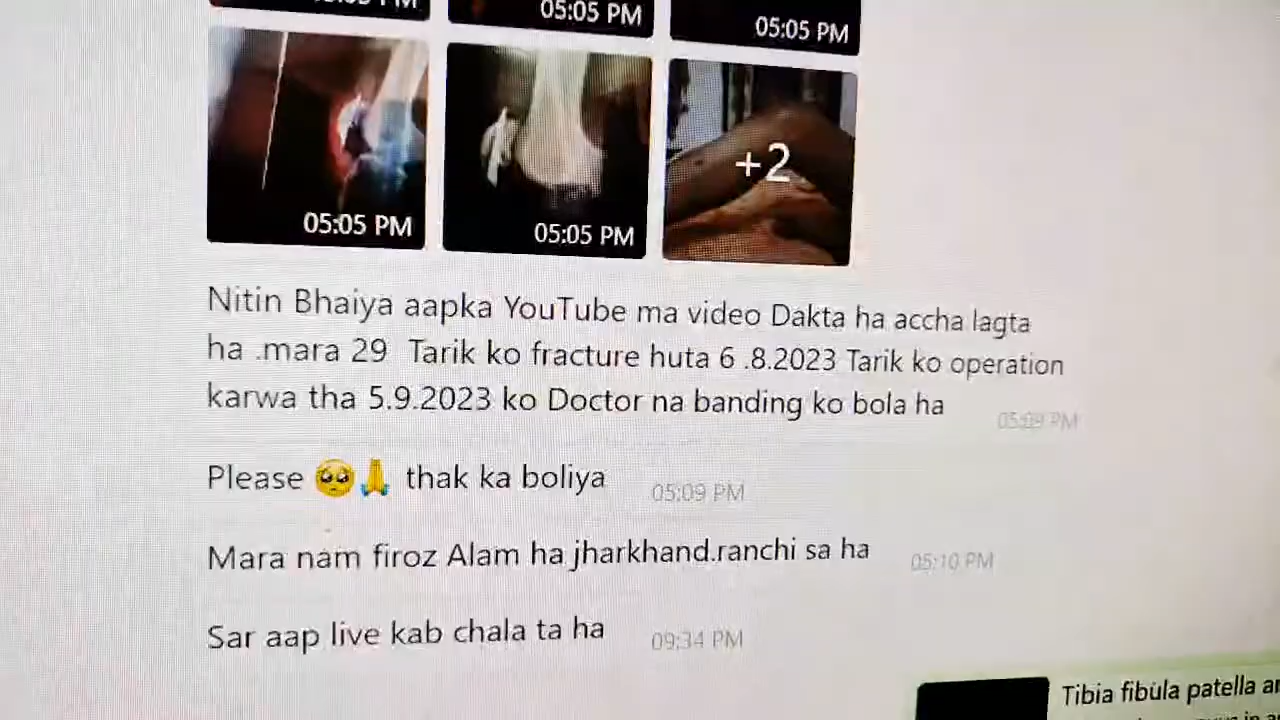 05:05 PM
05:05 PM
05:05 PM
05:05 PM
+2
Nitin Bhaiya aapka YouTube ma video Dakta ha accha lagta
ha .mara 29 Tarik ko fracture huta 6 .8.2023 Tarik ko operation
karwa tha 5.9.2023 ko Doctor na banding ko bola ha
05:09 PM
Please 🥺🙏 thak ka boliya
05:09 PM
Mara nam firoz Alam ha jharkhand.ranchi sa ha
05:10 PM
Sar aap live kab chala ta ha
09:34 PM
Tibia fibula patella